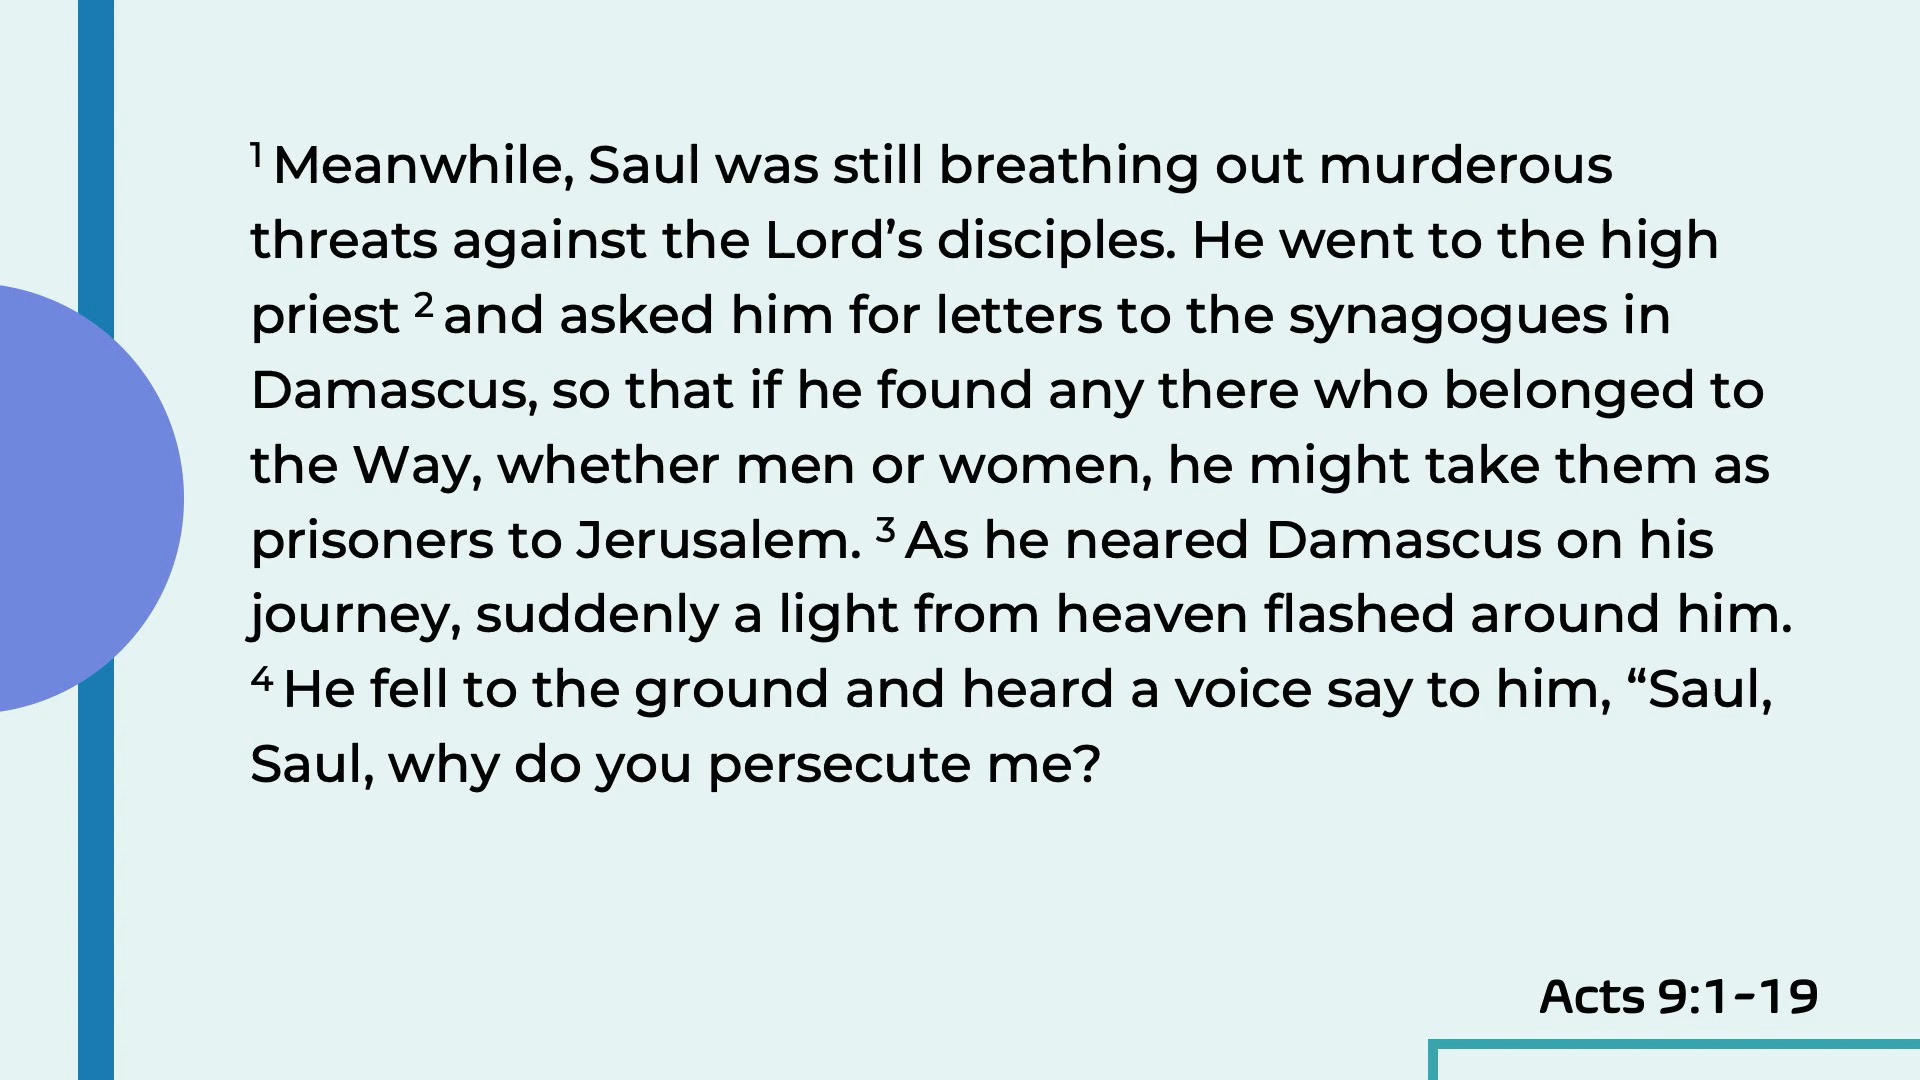 ¹ Meanwhile, Saul was still breathing out murderous
threats against the Lord’s disciples. He went to the high
priest ² and asked him for letters to the synagogues in
Damascus, so that if he found any there who belonged to
the Way, whether men or women, he might take them as
prisoners to Jerusalem. ³ As he neared Damascus on his
journey, suddenly a light from heaven flashed around him.
⁴ He fell to the ground and heard a voice say to him, “Saul,
Saul, why do you persecute me?
Acts 9:1-19